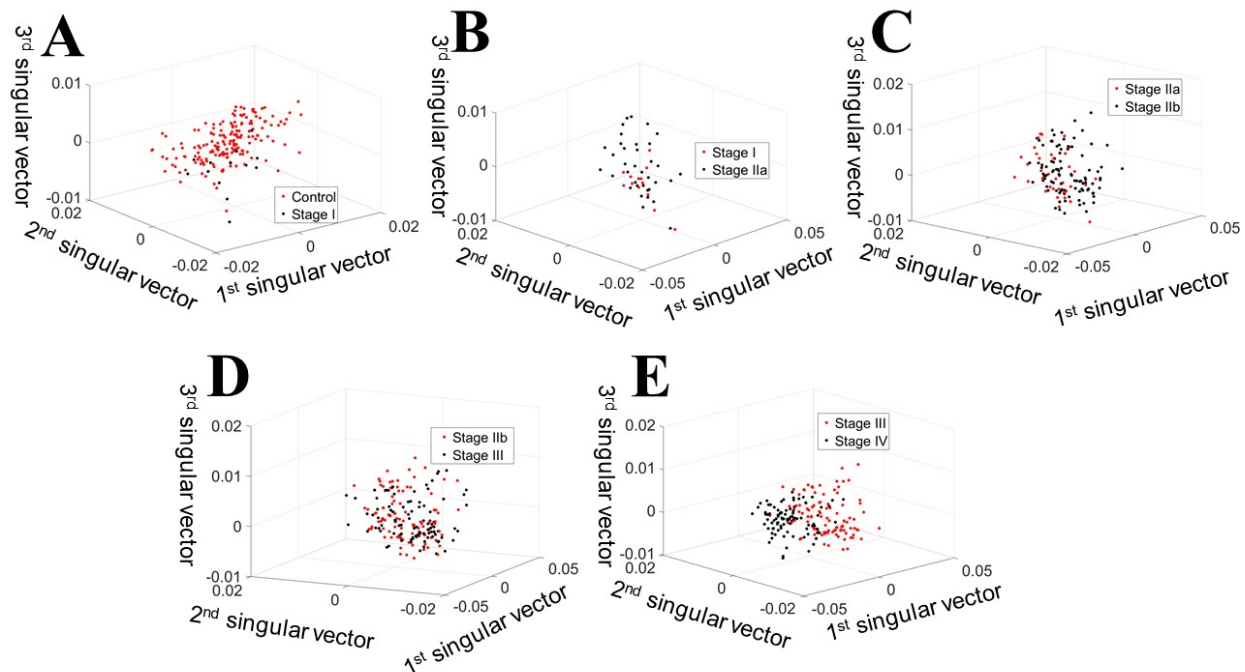 A
3rd singular vector
0.01
0
-0.01
0.02
0
-0.02
2nd singular vector
-0.02
0
0.02
1st singular vector
Control
Stage I
B
3rd singular vector
0.01
0
-0.01
0.02
0
-0.02
2nd singular vector
-0.05
0
0.05
1st singular vector
Stage I
Stage IIa
C
3rd singular vector
0.02
0.01
0
-0.01
0.02
0
-0.02
2nd singular vector
-0.05
0
0.05
1st singular vector
Stage IIa
Stage IIb
D
3rd singular vector
0.02
0.01
0
-0.01
0.02
0
-0.02
2nd singular vector
-0.05
0
0.05
1st singular vector
Stage IIb
Stage III
E
3rd singular vector
0.02
0.01
0
-0.01
0.02
0
-0.02
2nd singular vector
-0.05
0
0.05
1st singular vector
Stage III
Stage IV